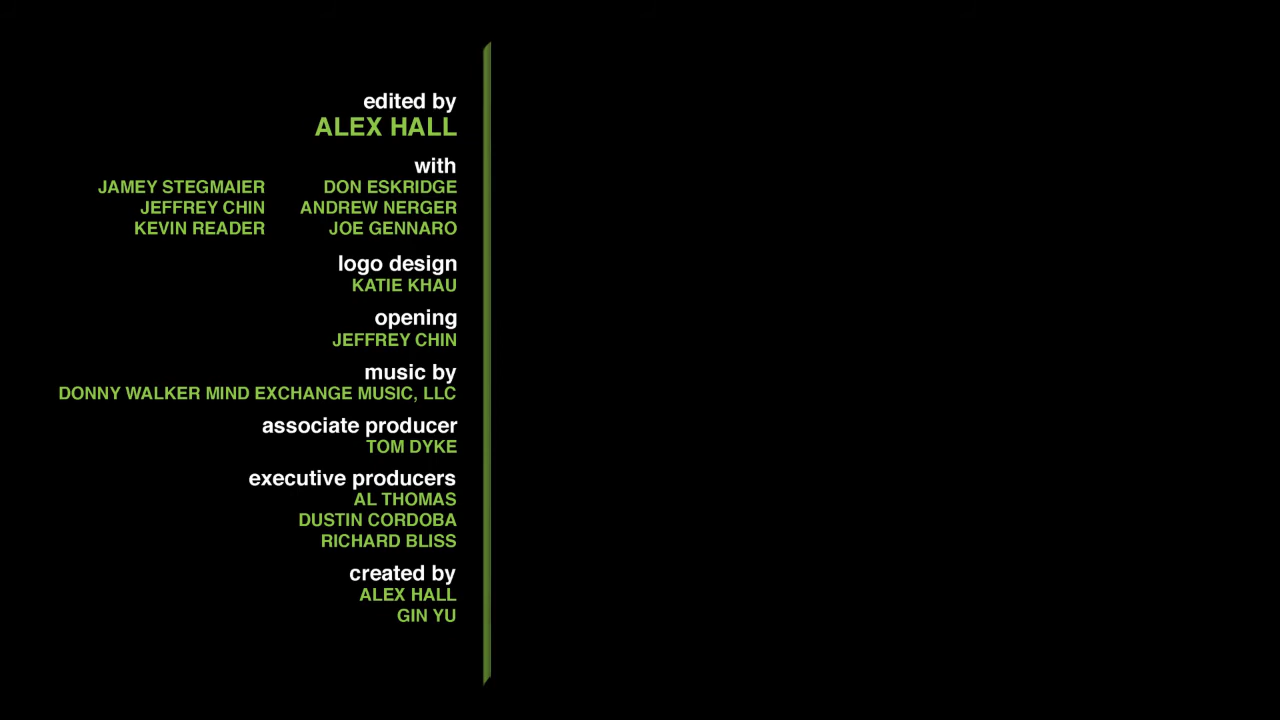 edited by
ALEX HALL
with
JAMEY STEGMAIER DON ESKRIDGE
JEFFREY CHIN ANDREW NERGER
KEVIN READER JOE GENNARO
logo design
KATIE KHAU
opening
JEFFREY CHIN
music by
DONNY WALKER MIND EXCHANGE MUSIC, LLC
associate producer
TOM DYKE
executive producers
AL THOMAS
DUSTIN CORDOBA
RICHARD BLISS
created by
ALEX HALL
GIN YU